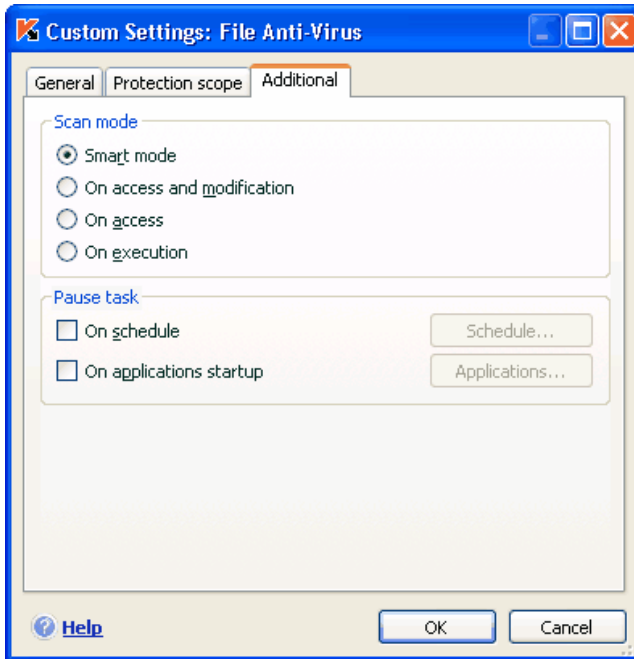 Custom Settings: File Anti-Virus
General Protection scope Additional
Scan mode
Smart mode
On access and modification
On access
On execution
Pause task
On schedule Schedule...
On applications startup Applications...
Help OK Cancel